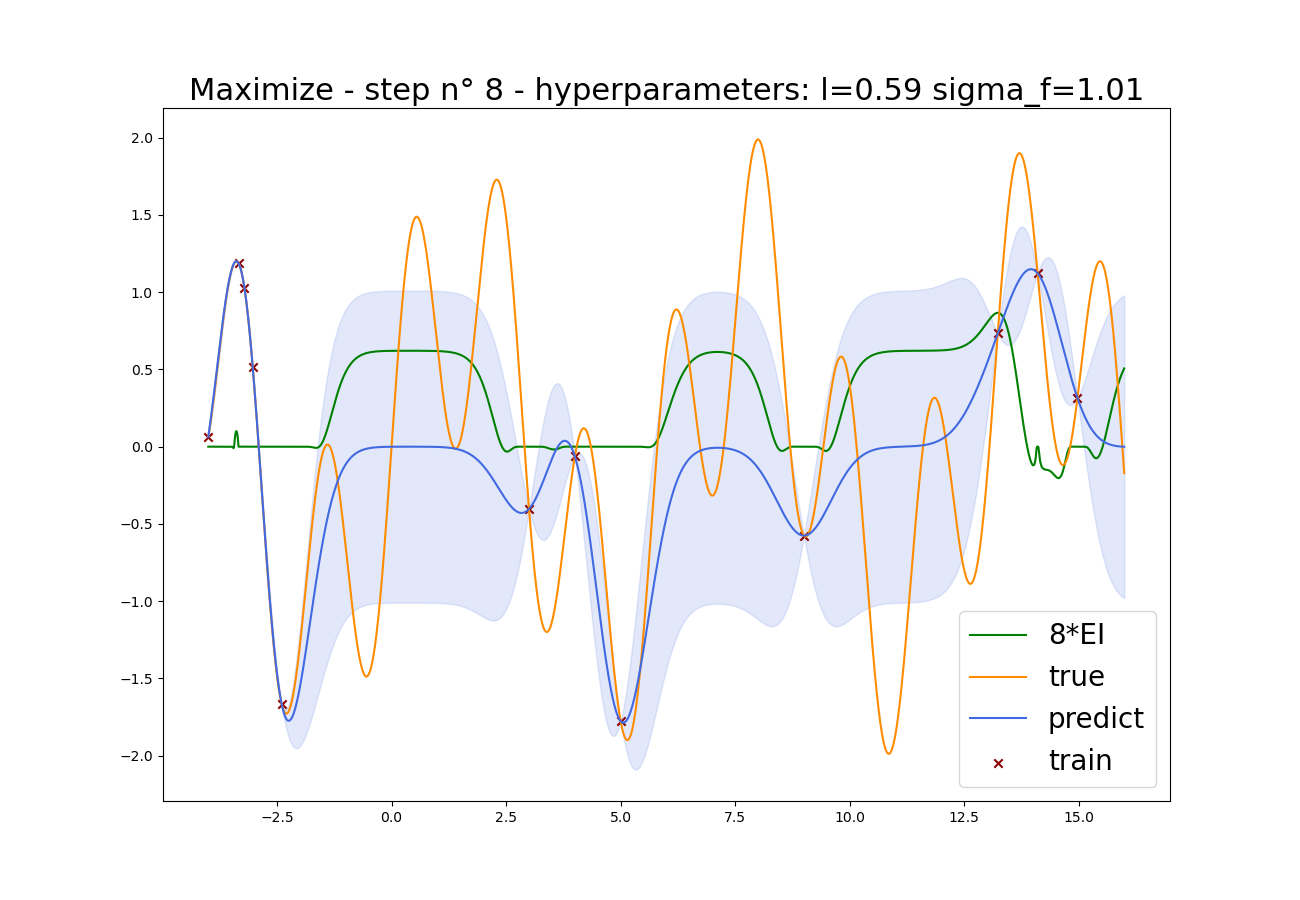 Maximize - step n° 8 - hyperparameters: l=0.59 sigma_f=1.01
2.0
1.5
1.0
0.5
0.0
−0.5
−1.0
−1.5
−2.0
−2.5 0.0 2.5 5.0 7.5 10.0 12.5 15.0
8*EI
true
predict
train